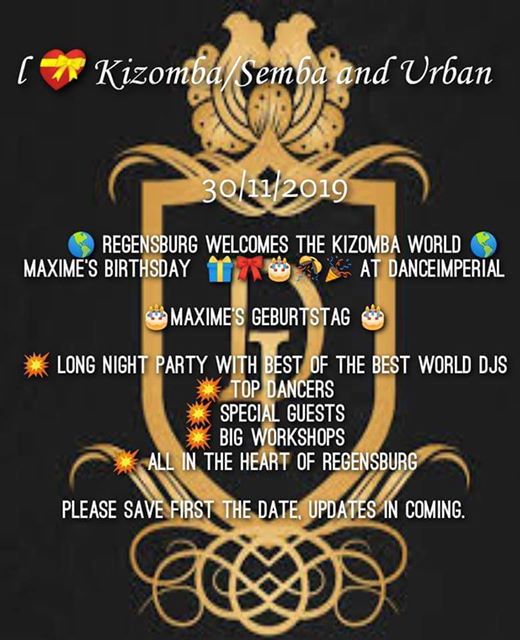 l 💝 Kizomba/Semba and Urban
30/11/2019
🌎 REGENSBURG WELCOMES THE KIZOMBA WORLD 🌎
MAXIME'S BIRTHSDAY 🎁🎀🎂🎊🎉 AT DANCEIMPERIAL
🎂 MAXIME'S GEBURTSTAG 🎂
💥 LONG NIGHT PARTY WITH BEST OF THE BEST WORLD DJS
💥 TOP DANCERS
💥 SPECIAL GUESTS
💥 BIG WORKSHOPS
💥 ALL IN THE HEART OF REGENSBURG
PLEASE SAVE FIRST THE DATE, UPDATES IN COMING.